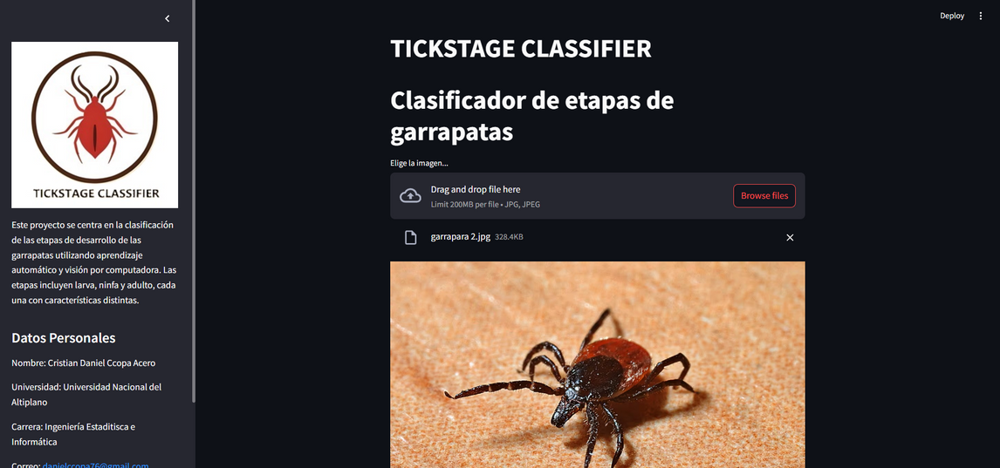 Deploy
TICKSTAGE CLASSIFIER
Este proyecto se centra en la clasificación
de las etapas de desarrollo de las
garrapatas utilizando aprendizaje
automático y visión por computadora. Las
etapas incluyen larva, ninfa y adulto, cada
una con características distintas.
Datos Personales
Nombre: Cristian Daniel Ccopa Acero
Universidad: Universidad Nacional del
Altiplano
Carrera: Ingeniería Estaditisca e
Informática
Correo: danielccopa76@gmail.com
TICKSTAGE CLASSIFIER
Clasificador de etapas de
garrapatas
Elige la imagen...
Drag and drop file here
Limit 200MB per file • JPG, JPEG
Browse files
garrapara 2.jpg 328.4KB